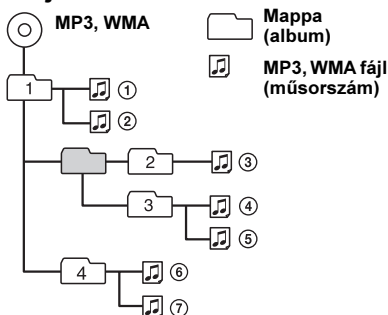 MP3, WMA
Mappa
(album)
MP3, WMA fájl
(műsorszám)
1
①
②
2
③
3
④
⑤
4
⑥
⑦